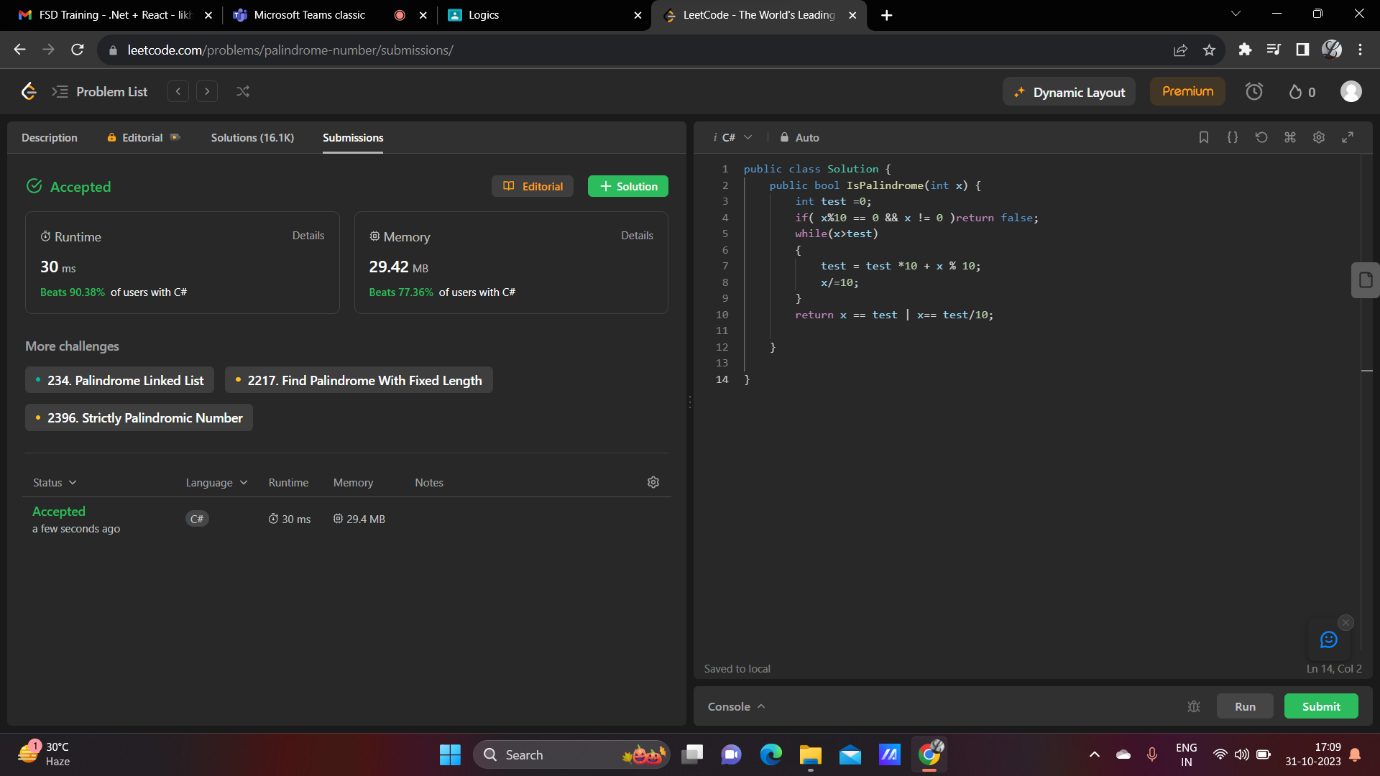 FSD Training - .Net + React - likh
Microsoft Teams classic
Logics
LeetCode - The World's Leading
leetcode.com/problems/palindrome-number/submissions/
Problem List
Dynamic Layout
Premium
0
Description
Editorial
Solutions (16.1K)
Submissions
Accepted
Editorial
+ Solution
Runtime
Details
30 ms
Beats 90.38% of users with C#
Memory
Details
29.42 MB
Beats 77.36% of users with C#
More challenges
234. Palindrome Linked List
2217. Find Palindrome With Fixed Length
2396. Strictly Palindromic Number
Status
Language
Runtime
Memory
Notes
Accepted
a few seconds ago
C#
30 ms
29.4 MB
i C#
Auto
1 public class Solution {
2 public bool IsPalindrome(int x) {
3 int test =0;
4 if( x%10 == 0 && x != 0 )return false;
5 while(x>test)
6 {
7 test = test *10 + x % 10;
8 x/=10;
9 }
10 return x == test | x== test/10;
11
12 }
13
14 }
Saved to local
Ln 14, Col 2
Console
Run
Submit
1
30°C
Haze
Search
ENG
IN
17:09
31-10-2023